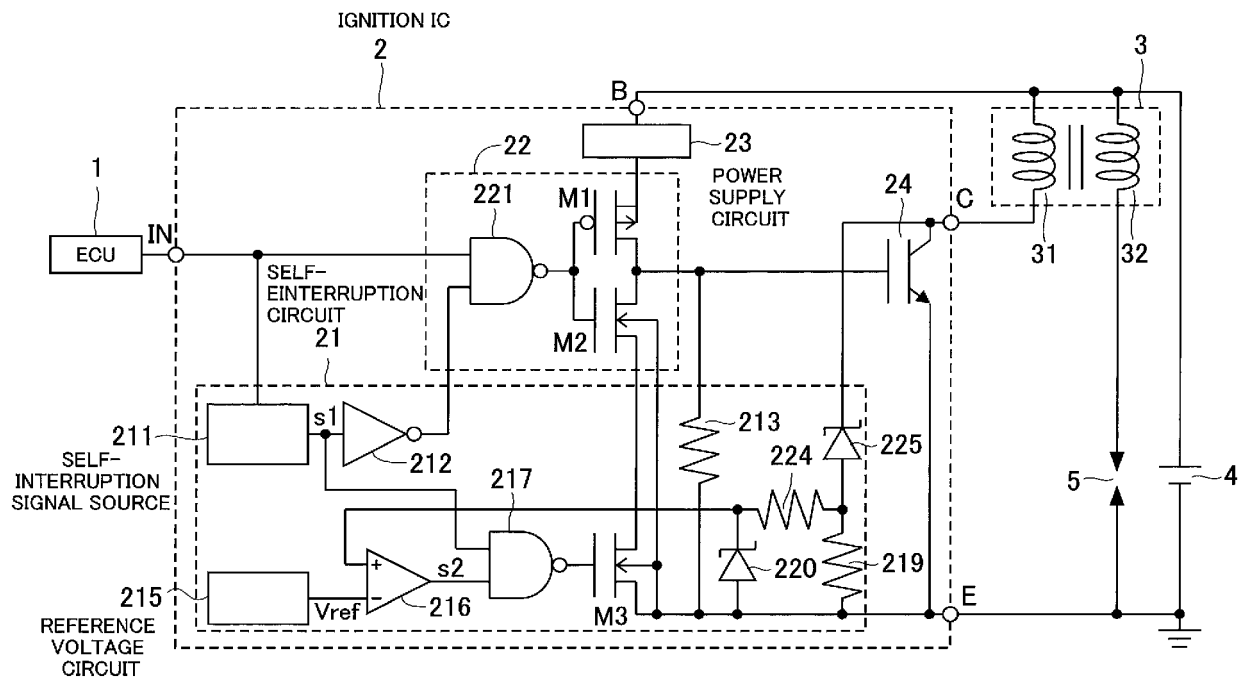 IGNITION IC
2
3
B
23
1
22
POWER
SUPPLY
CIRCUIT
221
M1
24
C
IN
ECU
31
32
SELF-
EINTERRUPTION
CIRCUIT
M2
21
211
s1
212
213
225
SELF-
INTERRUPTION
SIGNAL SOURCE
217
224
5
4
+
s2
220
219
215
−
216
Vref
M3
E
REFERENCE
VOLTAGE
CIRCUIT